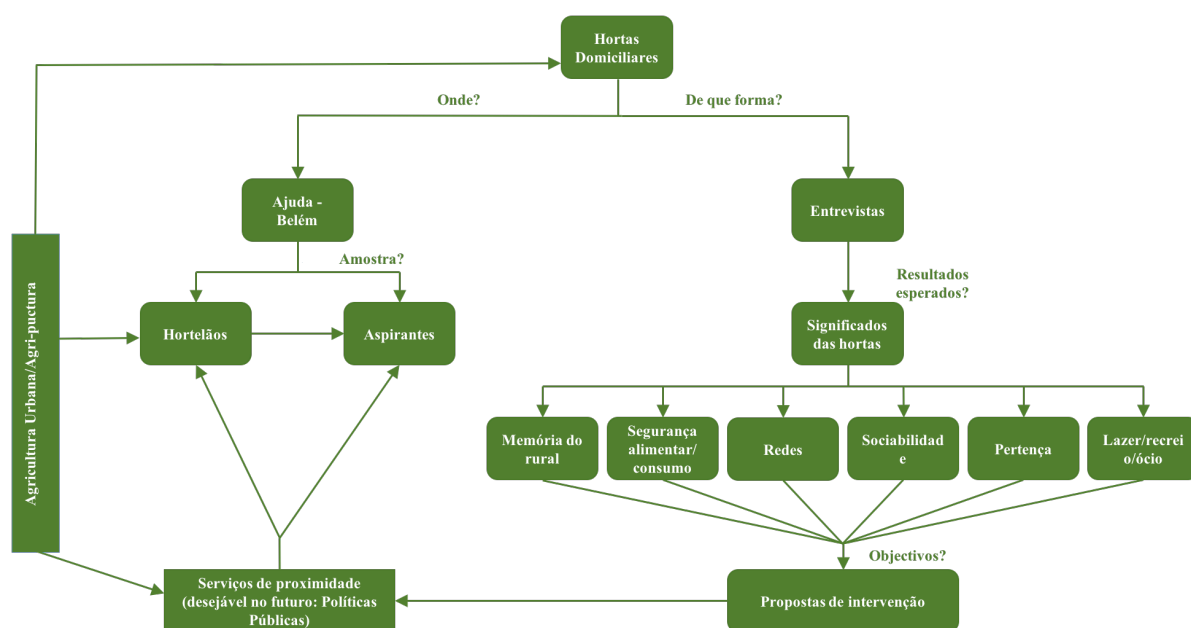 Hortas
Domiciliares
Onde?
De que forma?
Ajuda -
Belém
Entrevistas
Amostra?
Resultados
esperados?
Agricultura Urbana/Agri-puctura
Hortelãos
Aspirantes
Significados
das hortas
Memória do
rural
Segurança
alimentar/
consumo
Redes
Sociabilidad
e
Pertença
Lazer/recrei
o/ócio
Objectivos?
Serviços de proximidade
(desejável no futuro: Políticas
Públicas)
Propostas de intervenção